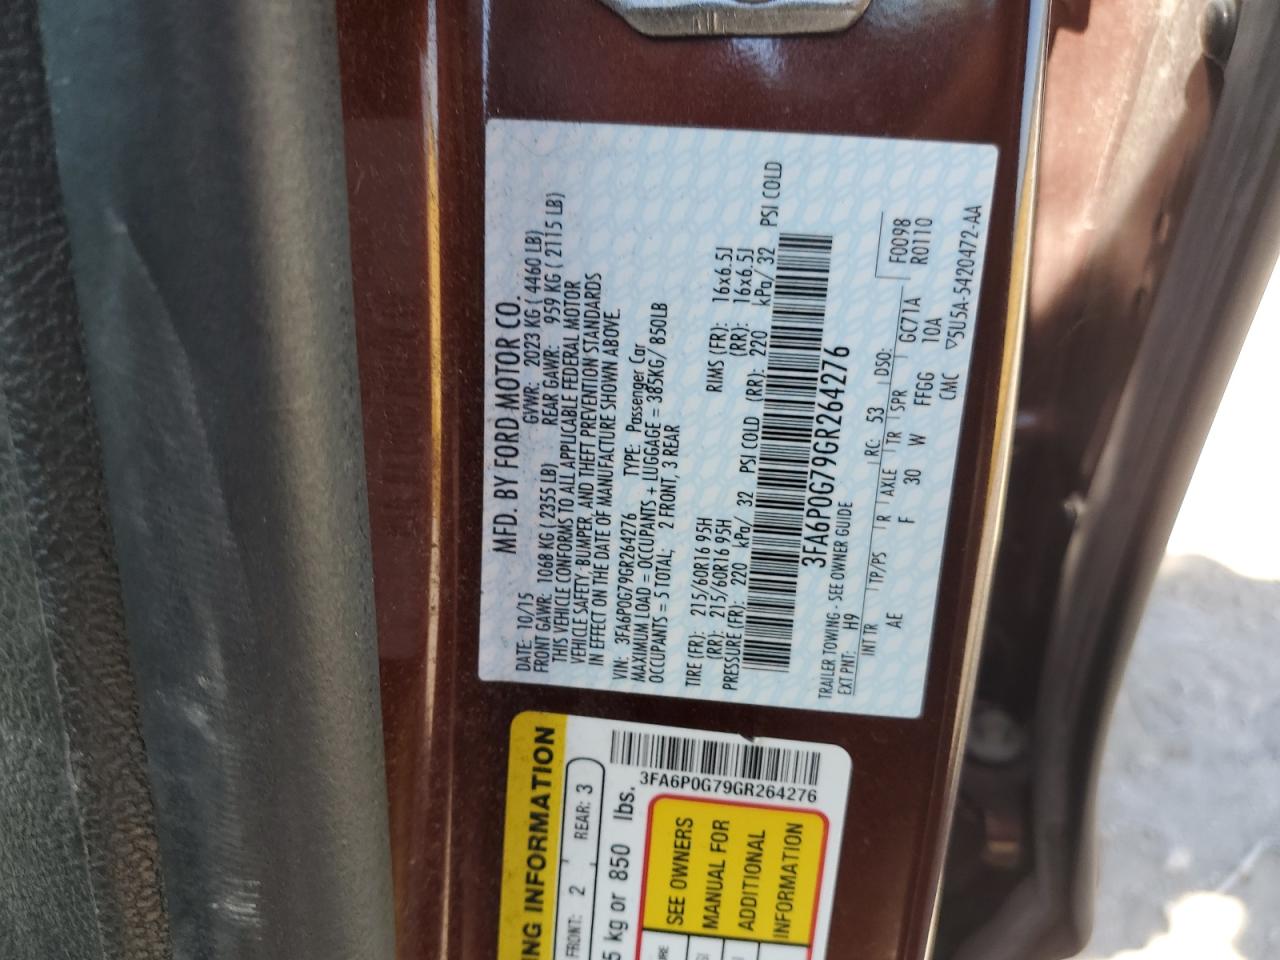 MFD. BY FORD MOTOR CO.
DATE: 10/15 GVWR: 2023 KG ( 4460 LB)
FRONT GAWR: 1068 KG ( 2355 LB) REAR GAWR: 959 KG ( 2115 LB)
THIS VEHICLE CONFORMS TO ALL APPLICABLE FEDERAL MOTOR
VEHICLE SAFETY, BUMPER, AND THEFT PREVENTION STANDARDS
IN EFFECT ON THE DATE OF MANUFACTURE SHOWN ABOVE.
VIN: 3FA6P0G79GR264276 TYPE: Passenger Car
MAXIMUM LOAD = OCCUPANTS + LUGGAGE = 385KG/ 850LB
OCCUPANTS = 5 TOTAL; 2 FRONT, 3 REAR
TIRE (FR): 215/60R16 95H RIMS (FR): 16x6.5J
(RR): 215/60R16 95H (RR): 16x6.5J
PRESSURE (FR): 220 kPa/ 32 PSI COLD (RR): 220 kPa/ 32 PSI COLD
3FA6P0G79GR264276
TRAILER TOWING - SEE OWNER GUIDE
EXT PNT: H9 RC: 53 DSO: F0098
INT TR TP/PS R AXLE TR SPR GC71A R0110
AE F 30 W FFGG 10A
CMC ▽5U5A-5420472-AA
NG INFORMATION
FRONT: 2 REAR: 3
5 kg or 850 lbs.
3FA6P0G79GR264276
SEE OWNERS
MANUAL FOR
ADDITIONAL
INFORMATION